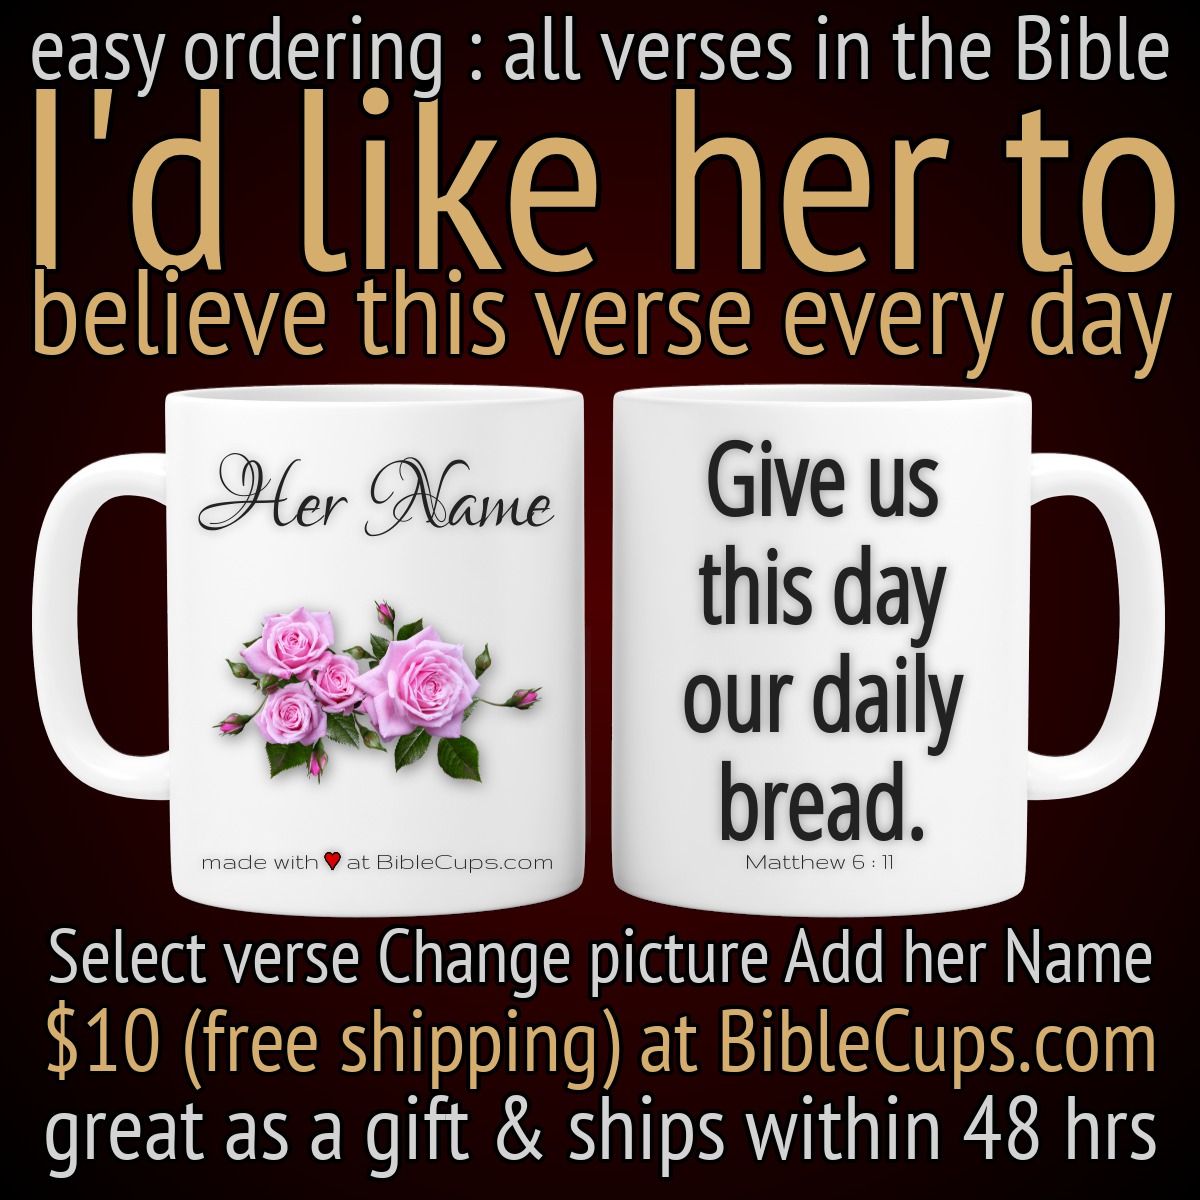 easy ordering : all verses in the Bible
I'd like her to
believe this verse every day
Her Name
made with ❤ at BibleCups.com
Give us
this day
our daily
bread.
Matthew 6 : 11
Select verse Change picture Add her Name
$10 (free shipping) at BibleCups.com
great as a gift & ships within 48 hrs